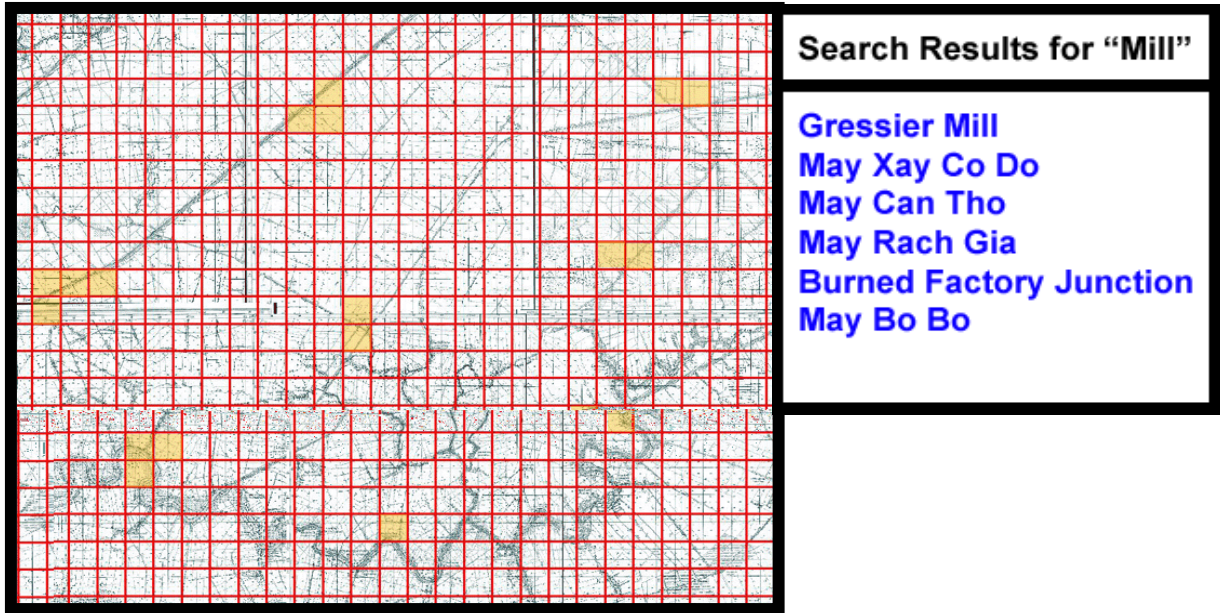 Search Results for “Mill”
Gressier Mill
May Xay Co Do
May Can Tho
May Rach Gia
Burned Factory Junction
May Bo Bo